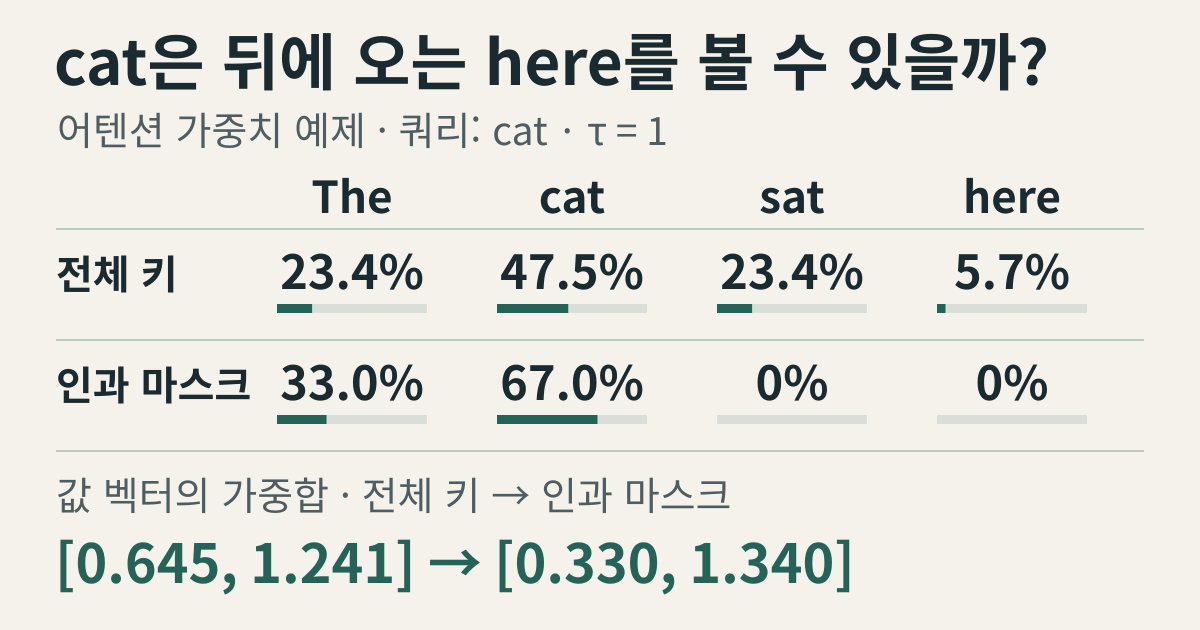 cat은 뒤에 오는 here를 볼 수 있을까?
어텐션 가중치 예제 · 쿼리: cat · τ = 1
The cat sat here
전체 키 23.4% 47.5% 23.4% 5.7%
인과 마스크 33.0% 67.0% 0% 0%
값 벡터의 가중합 · 전체 키 → 인과 마스크
[0.645, 1.241] → [0.330, 1.340]